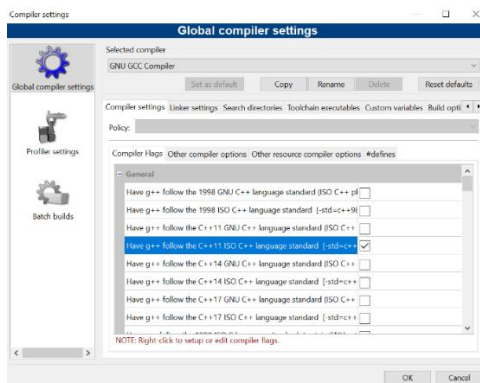 Compiler settings
Global compiler settings
Selected compiler
GNU GCC Compiler
Set as default Copy Rename Delete Reset defaults
Global compiler settings
Compiler settings Linker settings Search directories Toolchain executables Custom variables Build opti
Policy:
Profiler settings
Compiler Flags Other compiler options Other resource compiler options #defines
General
Have g++ follow the 1998 GNU C++ language standard (ISO C++ pl
Have g++ follow the 1998 ISO C++ language standard [-std=c++98
Batch builds
Have g++ follow the C++11 GNU C++ language standard (ISO C++
Have g++ follow the C++11 ISO C++ language standard [-std=c++
Have g++ follow the C++14 GNU C++ language standard (ISO C++
Have g++ follow the C++14 ISO C++ language standard [-std=c++
Have g++ follow the C++17 GNU C++ language standard (ISO C++
Have g++ follow the C++17 ISO C++ language standard [-std=c++
NOTE: Right-click to setup or edit compiler flags.
OK Cancel